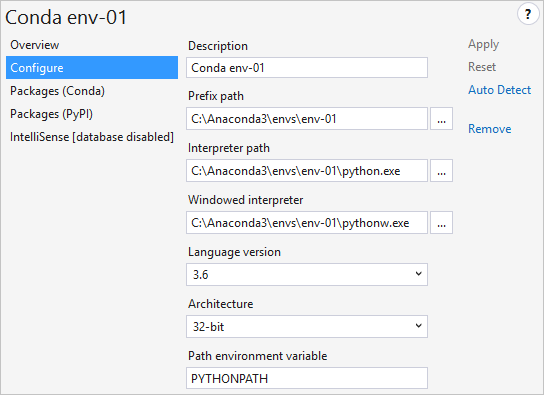 Conda env-01
?
Overview
Configure
Packages (Conda)
Packages (PyPI)
IntelliSense [database disabled]
Description
Conda env-01
Prefix path
C:\Anaconda3\envs\env-01
...
Interpreter path
C:\Anaconda3\envs\env-01\python.exe
...
Windowed interpreter
C:\Anaconda3\envs\env-01\pythonw.exe
...
Language version
3.6
Architecture
32-bit
Path environment variable
PYTHONPATH
Apply
Reset
Auto Detect
Remove